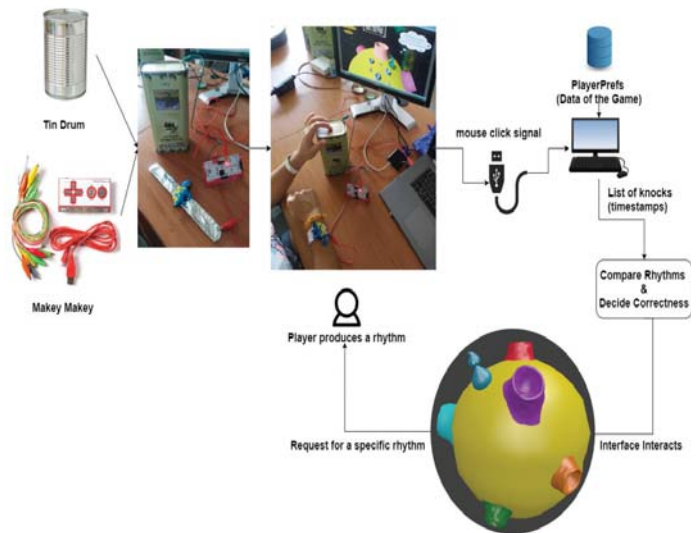 Tin Drum
Makey Makey
mouse click signal
PlayerPrefs
(Data of the Game)
List of knocks
(timestamps)
Compare Rhythms
&
Decide Correctness
Player produces a rhythm
Request for a specific rhythm
Interface Interacts